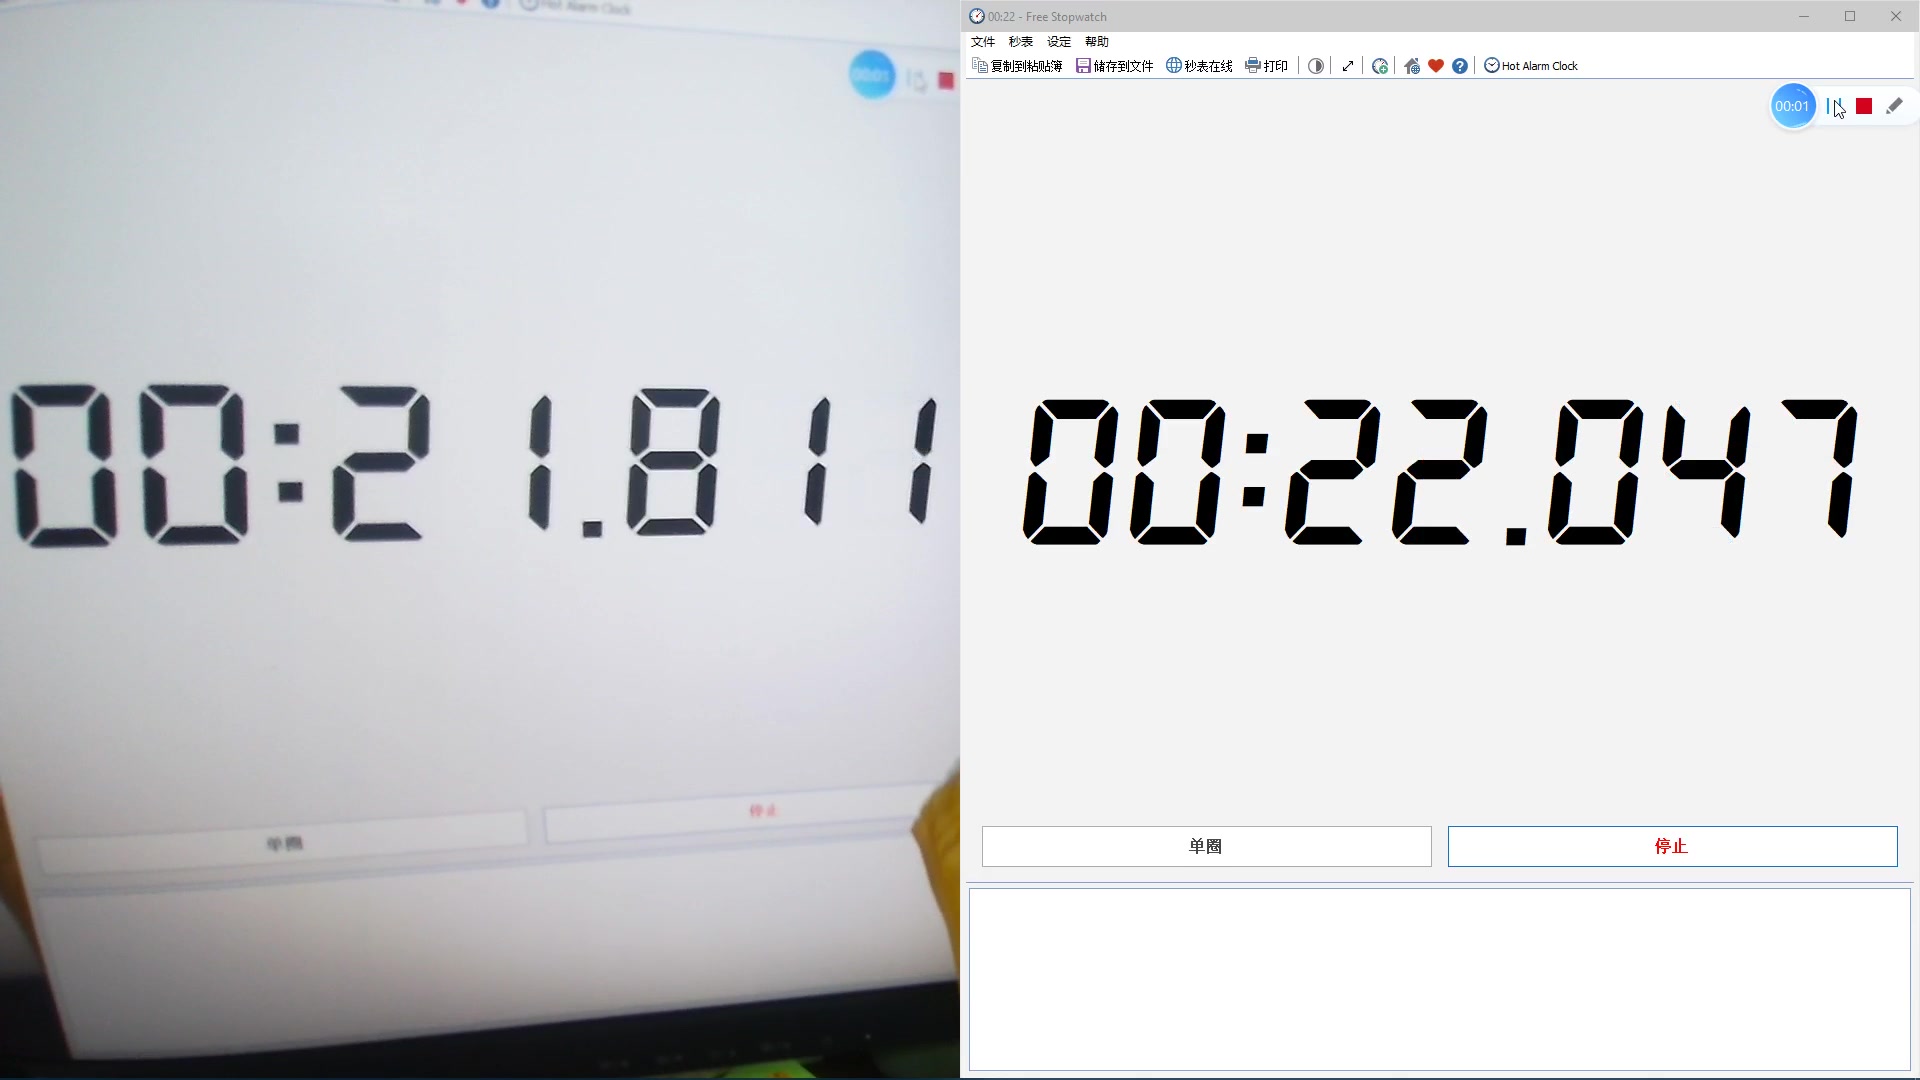 Hot Alarm Clock
00:01
00:21.811
单圈
停止
00:22 - Free Stopwatch
文件 秒表 设定 帮助
复制到粘贴簿 储存到文件 秒表在线 打印 Hot Alarm Clock
00:01
00:22.047
单圈
停止